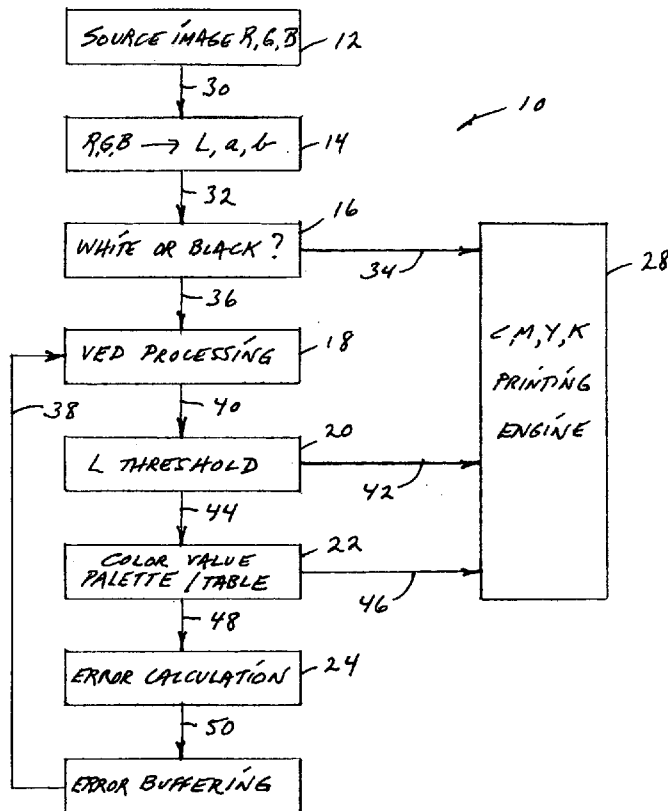 SOURCE IMAGE R,G,B
12
30
10
R,G,B → L, a, b
14
32
16
WHITE OR BLACK?
34
28
36
VED PROCESSING
18
C,M,Y,K
PRINTING
ENGINE
38
40
20
L THRESHOLD
42
44
22
COLOR VALUE
PALETTE / TABLE
46
48
24
ERROR CALCULATION
50
ERROR BUFFERING